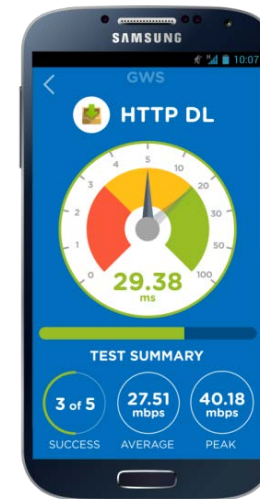 SAMSUNG
10:07
GWS
HTTP DL
0
1
2
3
4
5
10
20
30
50
100
29.38
ms
TEST SUMMARY
3 of 5
27.51
mbps
40.18
mbps
SUCCESS
AVERAGE
PEAK